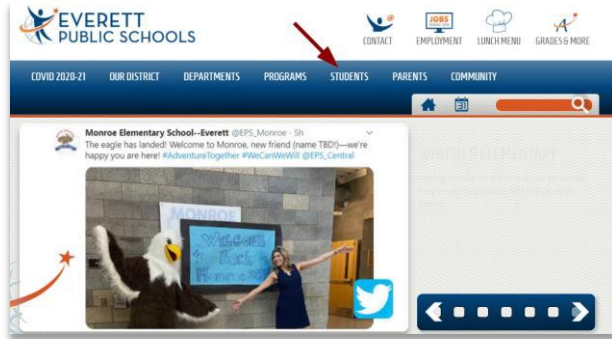 EVERETT
PUBLIC SCHOOLS
CONTACT
JOBS
EMPLOYMENT
LUNCH MENU
GRADES & MORE
COVID 2020-21 OUR DISTRICT DEPARTMENTS PROGRAMS STUDENTS PARENTS COMMUNITY
Monroe Elementary School--Everett @EPS_Monroe - 5h
The eagle has landed! Welcome to Monroe, new friend (name TBD!)—we're
happy you are here! #AdventureTogether #WeCanWeWill @EPS_Central
MONROE
Welcome
Back